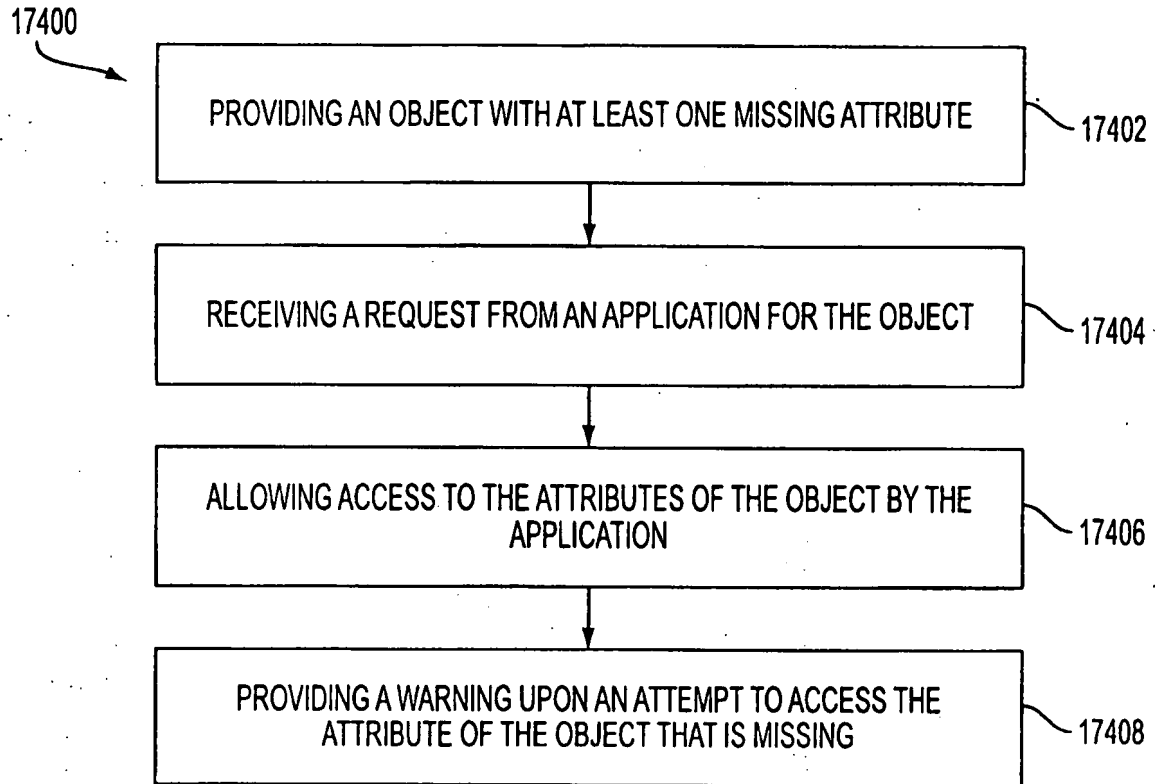 17400
PROVIDING AN OBJECT WITH AT LEAST ONE MISSING ATTRIBUTE
17402
RECEIVING A REQUEST FROM AN APPLICATION FOR THE OBJECT
17404
ALLOWING ACCESS TO THE ATTRIBUTES OF THE OBJECT BY THE
APPLICATION
17406
PROVIDING A WARNING UPON AN ATTEMPT TO ACCESS THE
ATTRIBUTE OF THE OBJECT THAT IS MISSING
17408